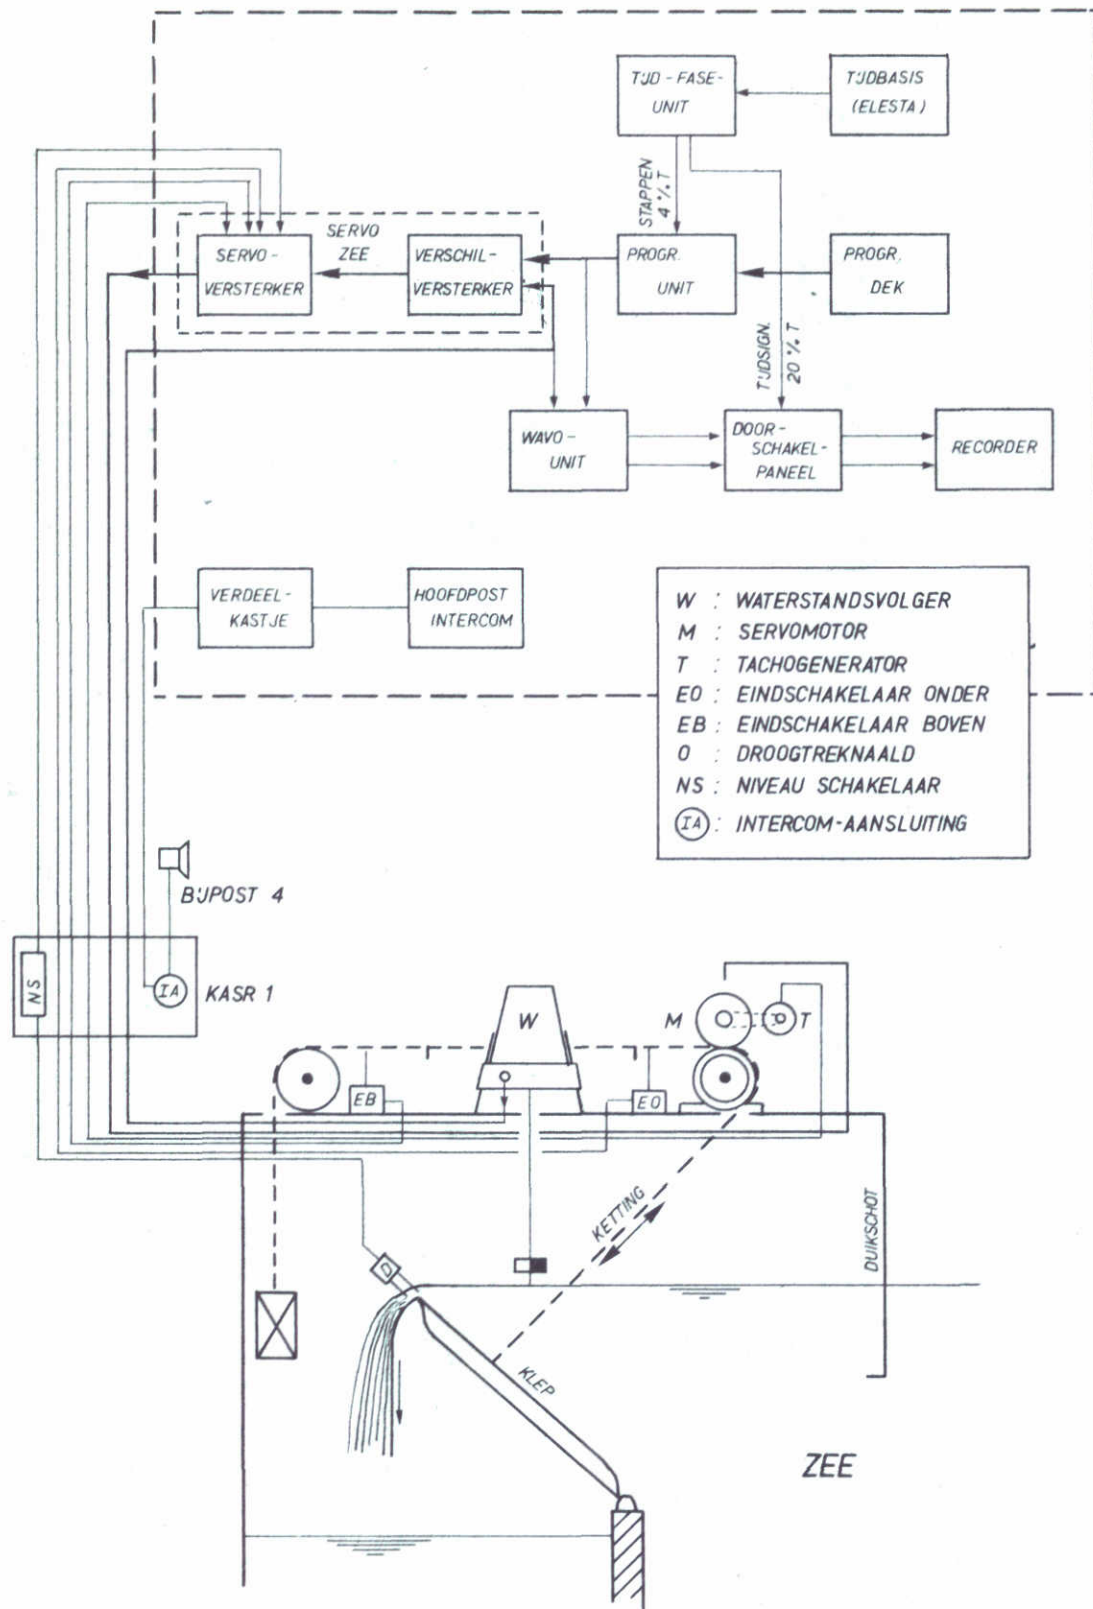 TIJD-FASE-
UNIT
TIJDBASIS
(ELESTA)
STAPPEN
4 % T
SERVO
ZEE
SERVO-
VERSTERKER
VERSCHIL-
VERSTERKER
PROGR.
UNIT
PROGR.
DEK
TIJDSIGN.
20 % T
WAVO-
UNIT
DOOR-
SCHAKEL-
PANEEL
RECORDER
VERDEEL-
KASTJE
HOOFDPOST
INTERCOM
W : WATERSTANDSVOLGER
M : SERVOMOTOR
T : TACHOGENERATOR
EO : EINDSCHAKELAAR ONDER
EB : EINDSCHAKELAAR BOVEN
O : DROOGTREKNAALD
NS : NIVEAU SCHAKELAAR
IA : INTERCOM-AANSLUITING
BIJPOST 4
NS
IA
KASR 1
W
M
T
EB
EO
KETTING
DUIKSCHOT
D
KLEP
ZEE